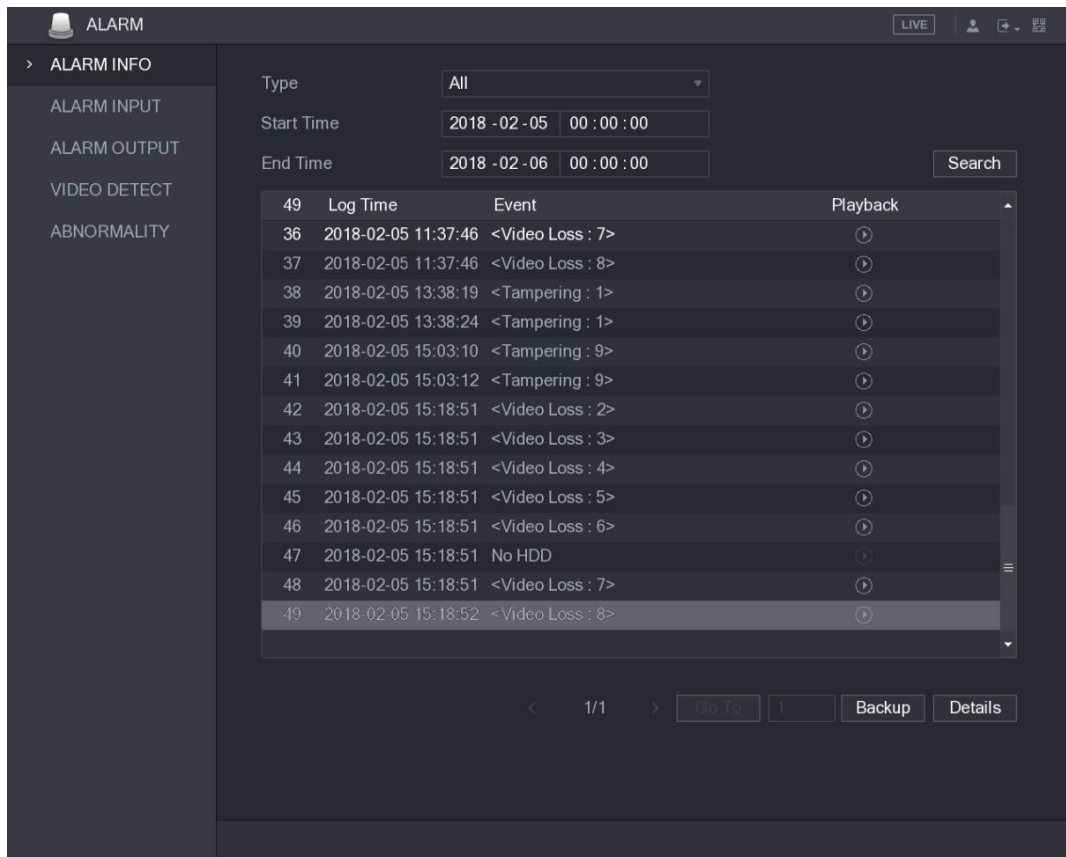 ALARM LIVE
ALARM INFO
ALARM INPUT
ALARM OUTPUT
VIDEO DETECT
ABNORMALITY
Type All
Start Time 2018 -02 -05 00 : 00 : 00
End Time 2018 -02 -06 00 : 00 : 00 Search
49 Log Time Event Playback
36 2018-02-05 11:37:46 <Video Loss : 7>
37 2018-02-05 11:37:46 <Video Loss : 8>
38 2018-02-05 13:38:19 <Tampering : 1>
39 2018-02-05 13:38:24 <Tampering : 1>
40 2018-02-05 15:03:10 <Tampering : 9>
41 2018-02-05 15:03:12 <Tampering : 9>
42 2018-02-05 15:18:51 <Video Loss : 2>
43 2018-02-05 15:18:51 <Video Loss : 3>
44 2018-02-05 15:18:51 <Video Loss : 4>
45 2018-02-05 15:18:51 <Video Loss : 5>
46 2018-02-05 15:18:51 <Video Loss : 6>
47 2018-02-05 15:18:51 No HDD
48 2018-02-05 15:18:51 <Video Loss : 7>
49 2018-02-05 15:18:52 <Video Loss : 8>
< 1/1 > Go To 1 Backup Details